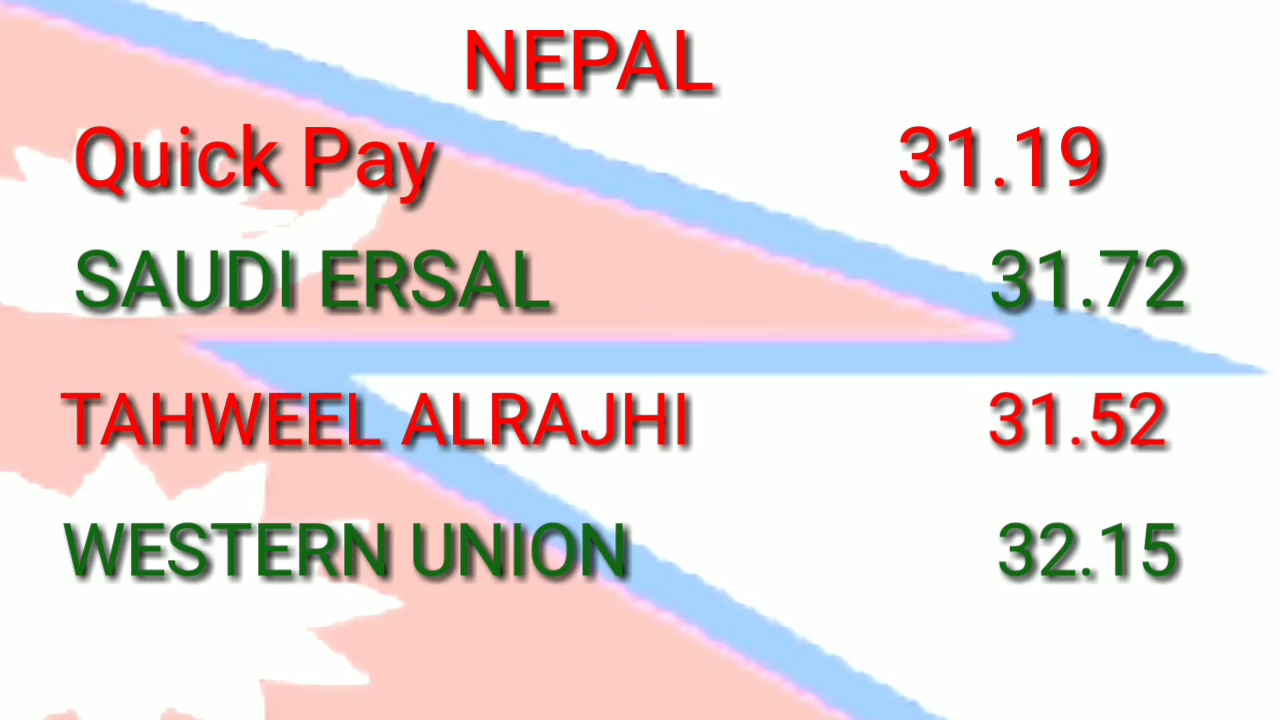 NEPAL
Quick Pay 31.19
SAUDI ERSAL 31.72
TAHWEEL ALRAJHI 31.52
WESTERN UNION 32.15